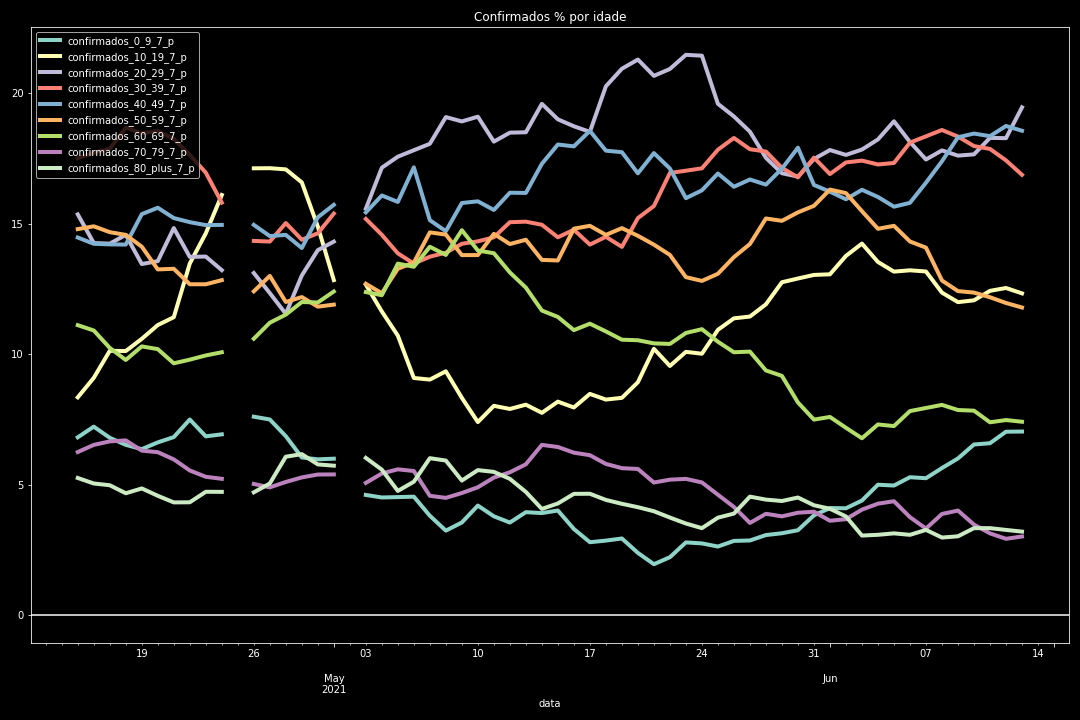 Confirmados % por idade
confirmados_0_9_7_p
confirmados_10_19_7_p
confirmados_20_29_7_p
confirmados_30_39_7_p
confirmados_40_49_7_p
confirmados_50_59_7_p
confirmados_60_69_7_p
confirmados_70_79_7_p
confirmados_80_plus_7_p
20
15
10
5
0
19 26 03 10 17 24 31 07 14
May Jun
2021
data